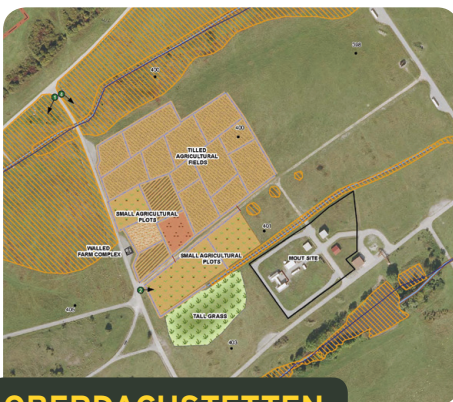 TILLED
AGRICULTURAL
FIELDS
SMALL AGRICULTURAL
PLOTS
WALLED
FARM COMPLEX
SMALL AGRICULTURAL
PLOTS
MOUT SITE
TALL GRASS
OBERDACHSTETTEN